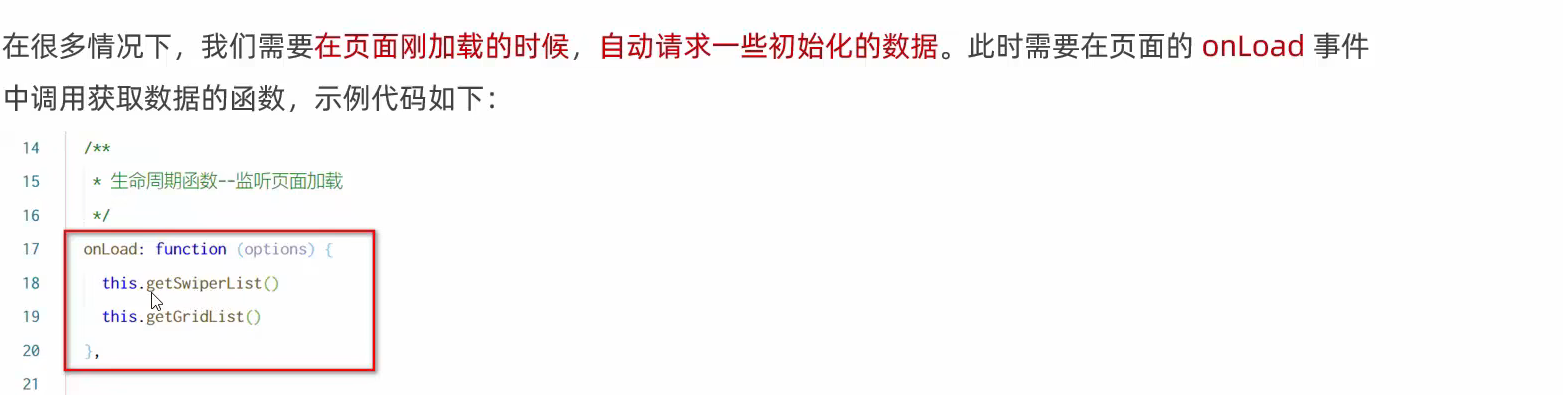 在很多情况下，我们需要在页面刚加载的时候，自动请求一些初始化的数据。此时需要在页面的 onLoad 事件
中调用获取数据的函数，示例代码如下：
14 /**
15 * 生命周期函数--监听页面加载
16 */
17 onLoad: function (options) {
18 this.getSwiperList()
19 this.getGridList()
20 },
21